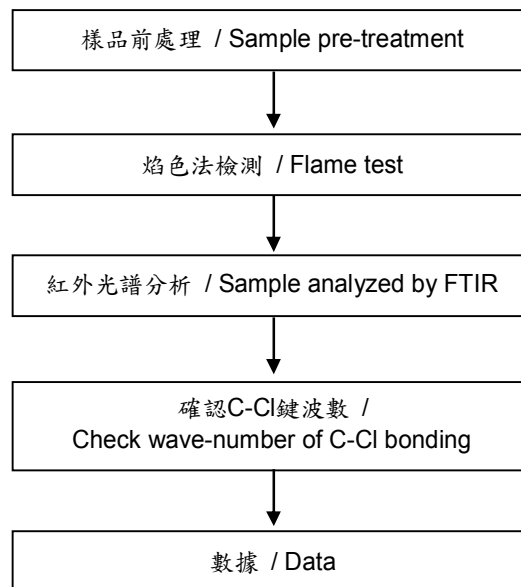 樣品前處理 / Sample pre-treatment
焰色法檢測 / Flame test
紅外光譜分析 / Sample analyzed by FTIR
確認C-Cl鍵波數 /
Check wave-number of C-Cl bonding
數據 / Data